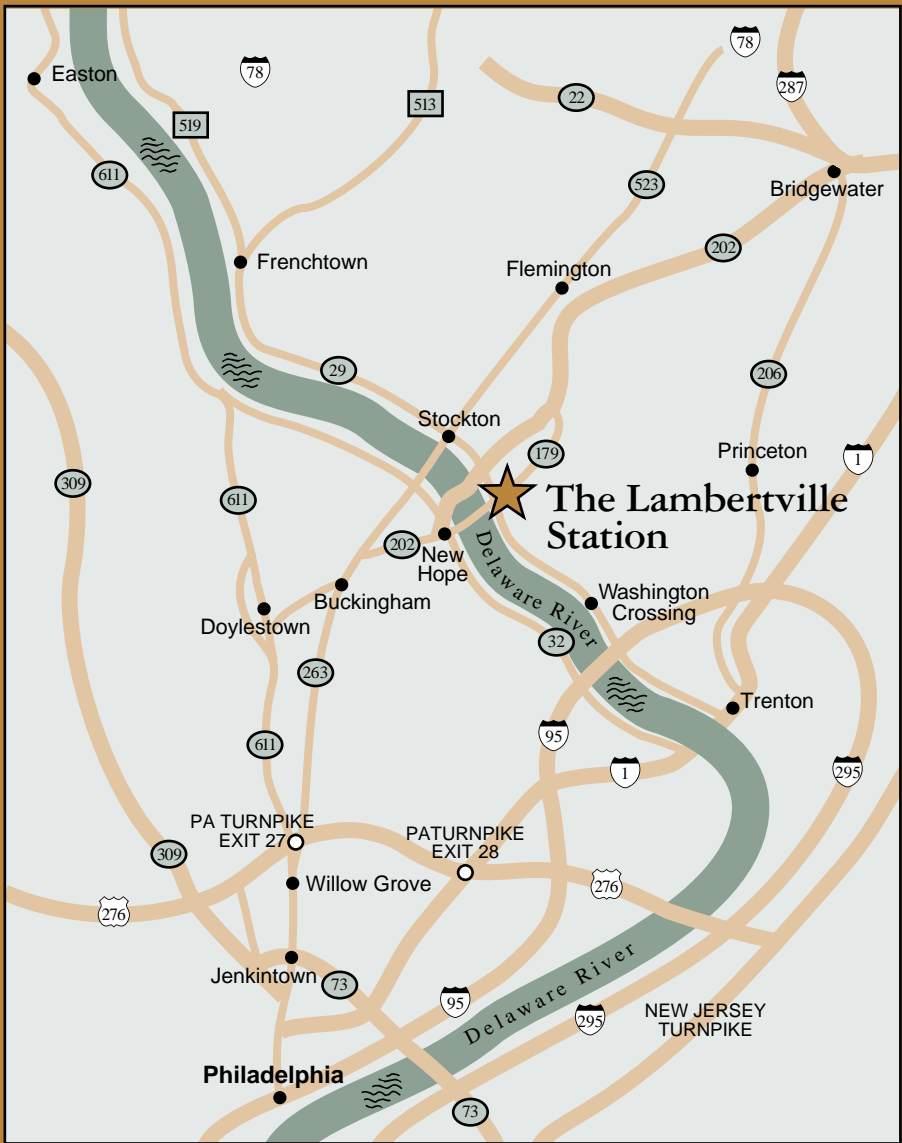 78
Easton
78
287
22
513
519
611
523
Bridgewater
202
Frenchtown
Flemington
29
206
Stockton
179
Princeton
1
309
The Lambertville
Station
611
202
New
Hope
Delaware River
Buckingham
Washington
Crossing
Doylestown
32
263
Trenton
95
611
1
295
PA TURNPIKE
EXIT 27
PATURNPIKE
EXIT 28
309
Willow Grove
276
276
Jenkintown
73
95
Delaware River
295
NEW JERSEY
TURNPIKE
Philadelphia
73